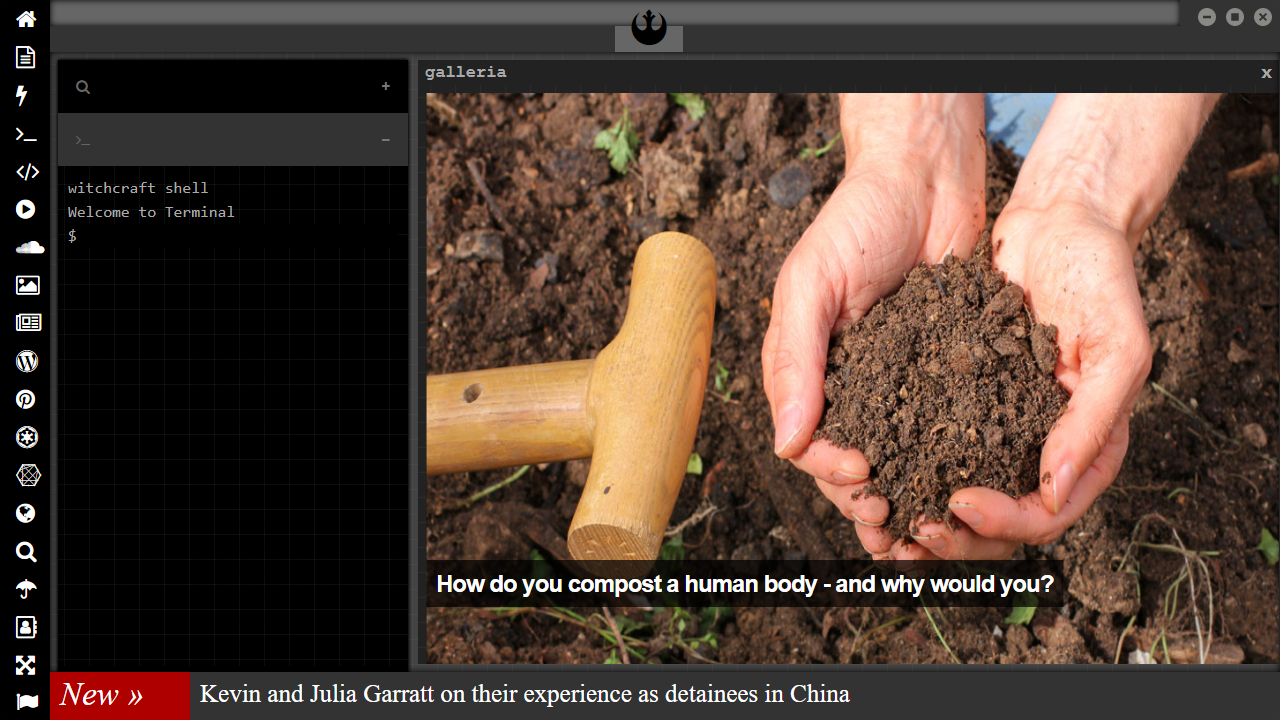 galleria
x
+
>_
−
witchcraft shell
Welcome to Terminal
$
How do you compost a human body - and why would you?
New »
Kevin and Julia Garratt on their experience as detainees in China